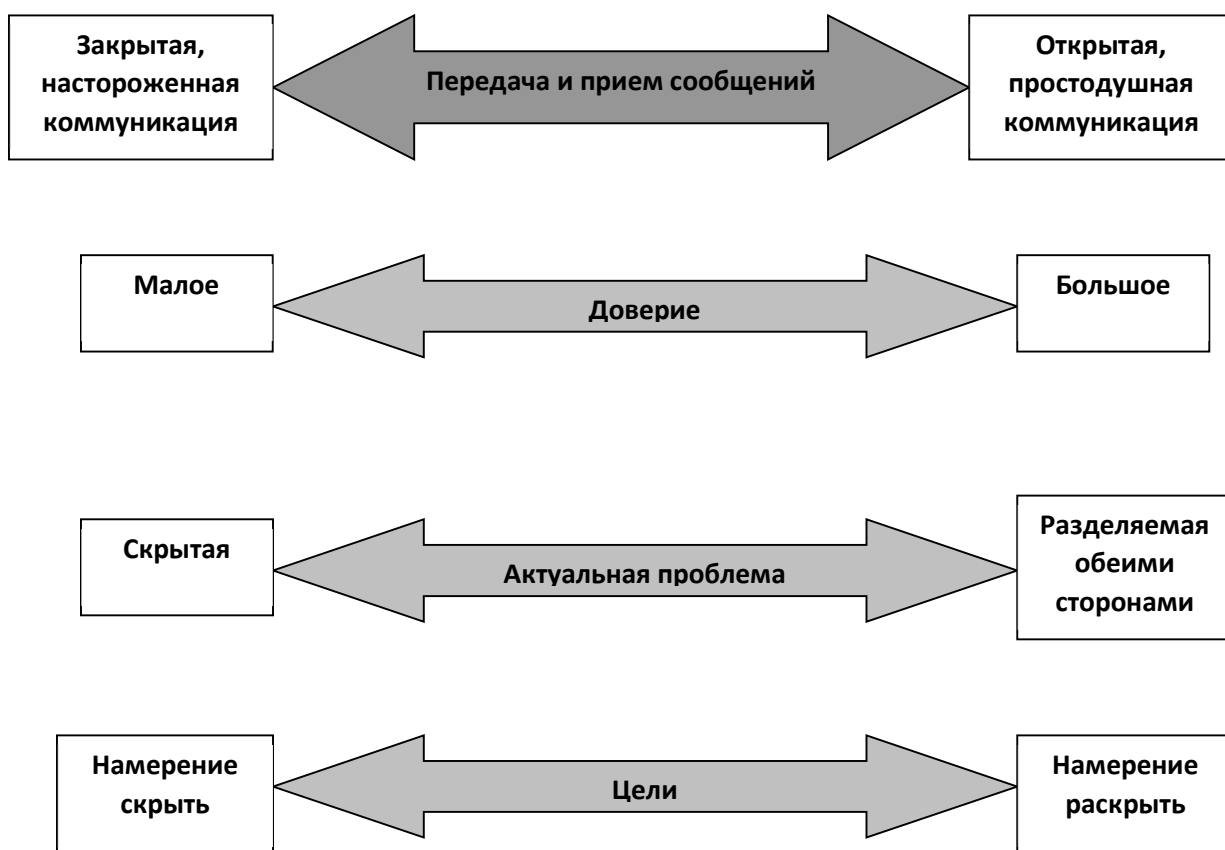 Закрытая,
настороженная
коммуникация
Передача и прием сообщений
Открытая,
простодушная
коммуникация
Малое
Доверие
Большое
Скрытая
Актуальная проблема
Разделяемая
обеими
сторонами
Намерение
скрыть
Цели
Намерение
раскрыть